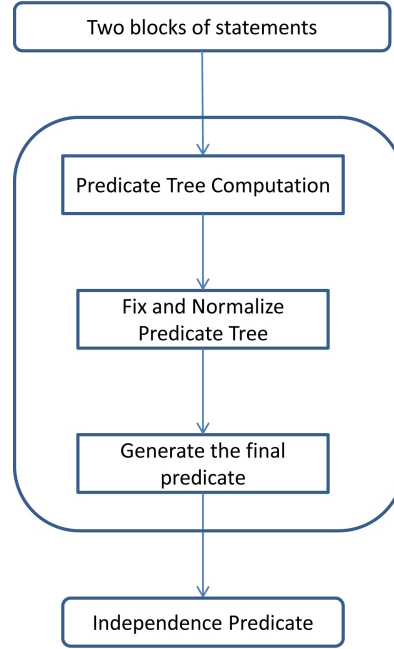 Two blocks of statements
Predicate Tree Computation
Fix and Normalize
Predicate Tree
Generate the final
predicate
Independence Predicate